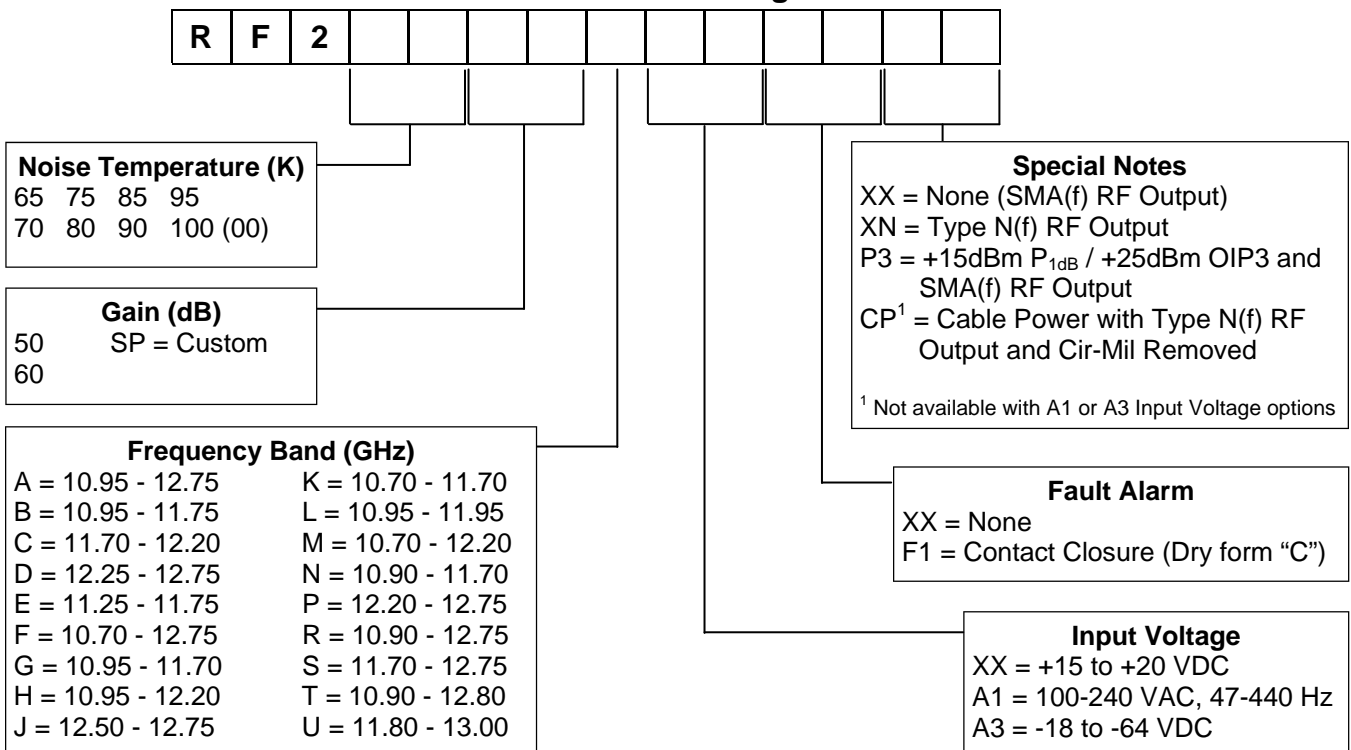 R F 2
Noise Temperature (K)
65 75 85 95
70 80 90 100 (00)
Gain (dB)
50 SP = Custom
60
Frequency Band (GHz)
A = 10.95 - 12.75 K = 10.70 - 11.70
B = 10.95 - 11.75 L = 10.95 - 11.95
C = 11.70 - 12.20 M = 10.70 - 12.20
D = 12.25 - 12.75 N = 10.90 - 11.70
E = 11.25 - 11.75 P = 12.20 - 12.75
F = 10.70 - 12.75 R = 10.90 - 12.75
G = 10.95 - 11.70 S = 11.70 - 12.75
H = 10.95 - 12.20 T = 10.90 - 12.80
J = 12.50 - 12.75 U = 11.80 - 13.00
Special Notes
XX = None (SMA(f) RF Output)
XN = Type N(f) RF Output
P3 = +15dBm P1dB / +25dBm OIP3 and
SMA(f) RF Output
CP¹ = Cable Power with Type N(f) RF
Output and Cir-Mil Removed
¹ Not available with A1 or A3 Input Voltage options
Fault Alarm
XX = None
F1 = Contact Closure (Dry form “C”)
Input Voltage
XX = +15 to +20 VDC
A1 = 100-240 VAC, 47-440 Hz
A3 = -18 to -64 VDC